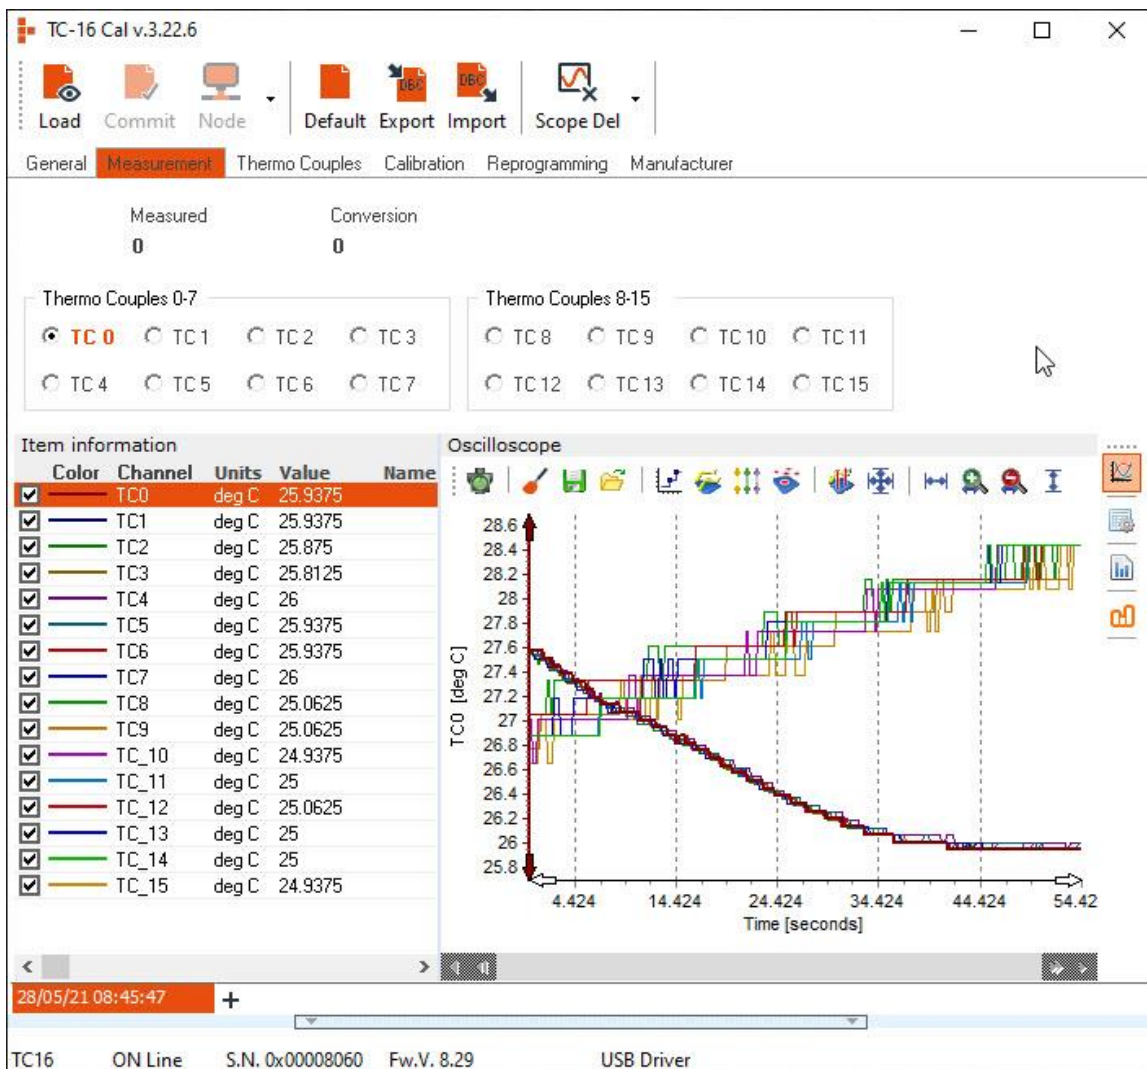 TC-16 Cal v.3.22.6
Load Commit Node Default Export Import Scope Del
DBC DBC
General Measurement Thermo Couples Calibration Reprogramming Manufacturer
Measured Conversion
0 0
Thermo Couples 0-7 Thermo Couples 8-15
TC 0 TC 1 TC 2 TC 3 TC 8 TC 9 TC 10 TC 11
TC 4 TC 5 TC 6 TC 7 TC 12 TC 13 TC 14 TC 15
Item information
Color Channel Units Value Name
TC0 deg C 25.9375
TC1 deg C 25.9375
TC2 deg C 25.875
TC3 deg C 25.8125
TC4 deg C 26
TC5 deg C 25.9375
TC6 deg C 25.9375
TC7 deg C 26
TC8 deg C 25.0625
TC9 deg C 25.0625
TC_10 deg C 24.9375
TC_11 deg C 25
TC_12 deg C 25.0625
TC_13 deg C 25
TC_14 deg C 25
TC_15 deg C 24.9375
Oscilloscope
TC0 [deg C]
28.6
28.4
28.2
28
27.8
27.6
27.4
27.2
27
26.8
26.6
26.4
26.2
26
25.8
4.424 14.424 24.424 34.424 44.424 54.42
Time [seconds]
28/05/21 08:45:47 +
TC16 ON Line S.N. 0x00008060 Fw.V. 8.29 USB Driver